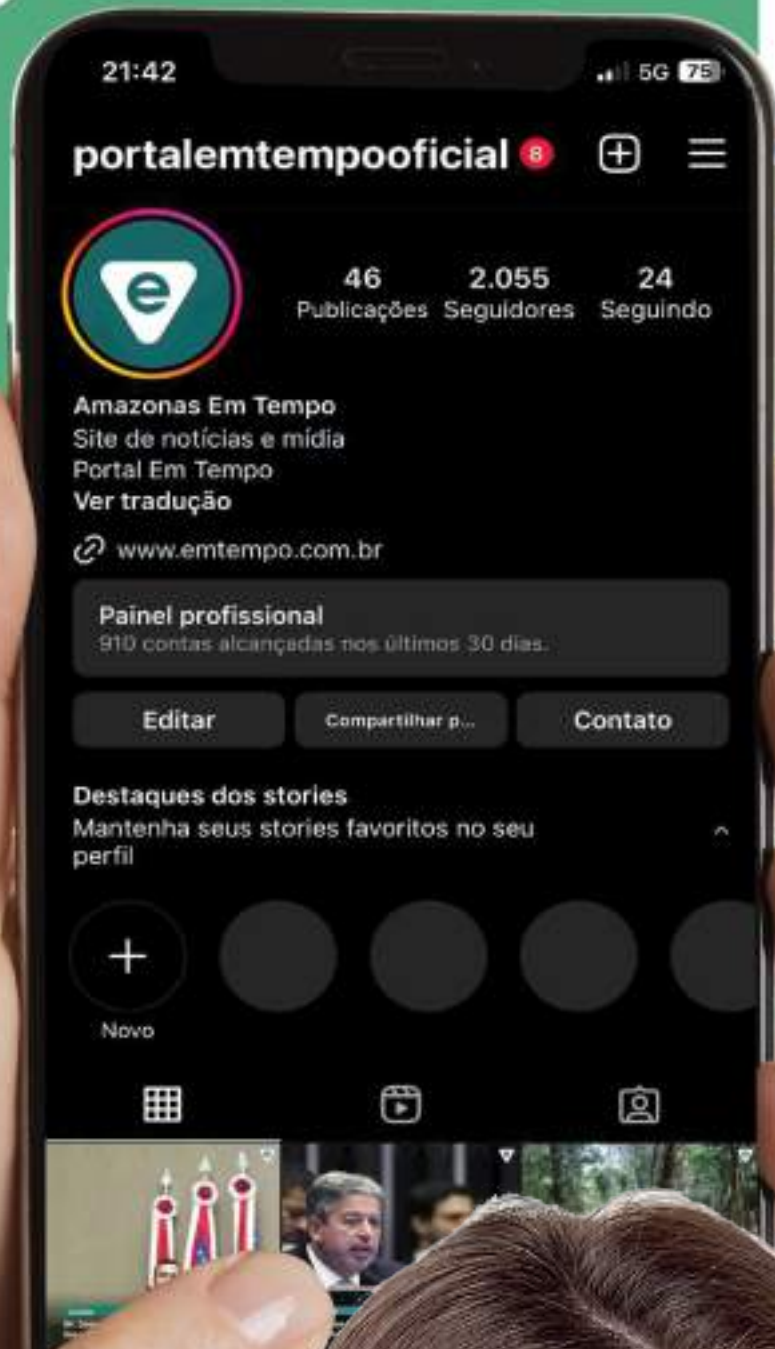 21:42
5G 75
portalemtempooficial 8
e
46 2.055 24
Publicações Seguidores Seguindo
Amazonas Em Tempo
Site de notícias e mídia
Portal Em Tempo
Ver tradução
www.emtempo.com.br
Painel profissional
910 contas alcançadas nos últimos 30 dias.
Editar Compartilhar p... Contato
Destaques dos stories
Mantenha seus stories favoritos no seu
perfil
Novo